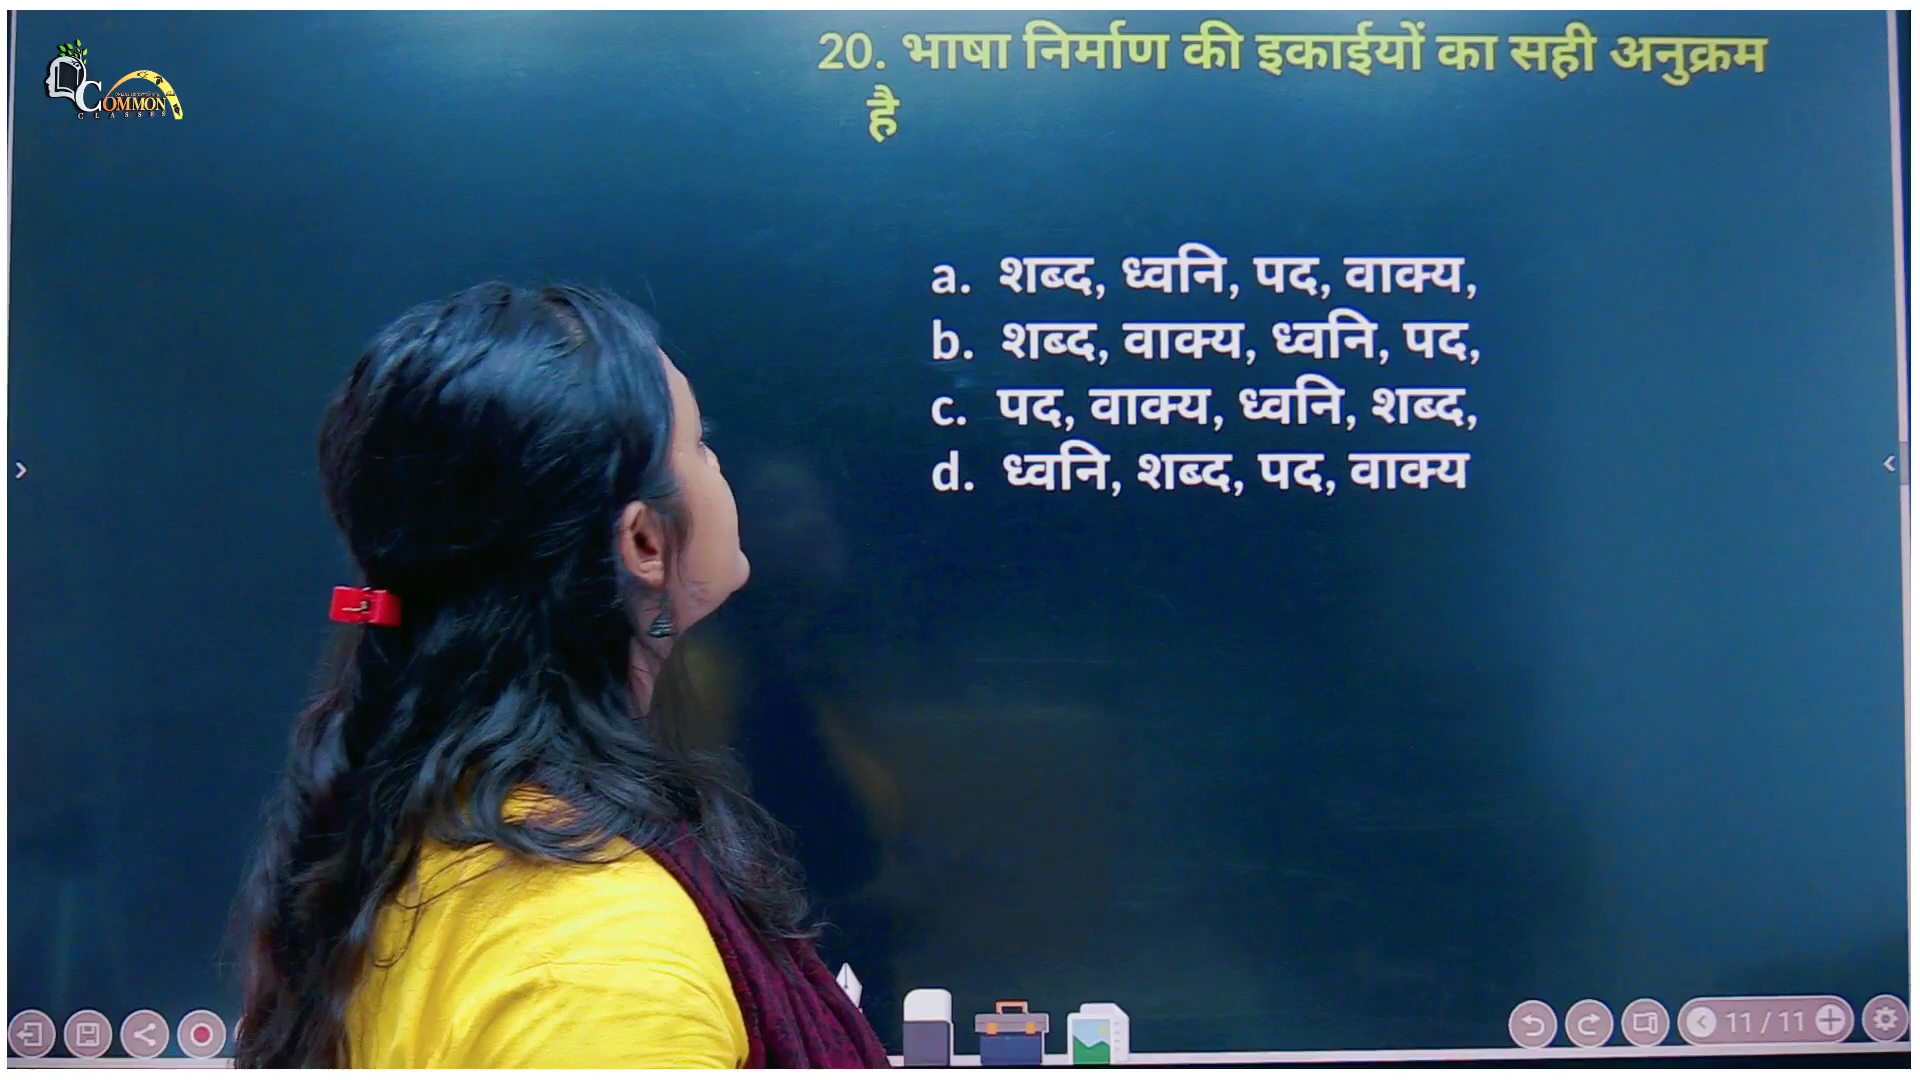 COMMON
CLASSES
20. भाषा निर्माण की इकाईयों का सही अनुक्रम
है
a. शब्द, ध्वनि, पद, वाक्य,
b. शब्द, वाक्य, ध्वनि, पद,
c. पद, वाक्य, ध्वनि, शब्द,
d. ध्वनि, शब्द, पद, वाक्य
11 / 11